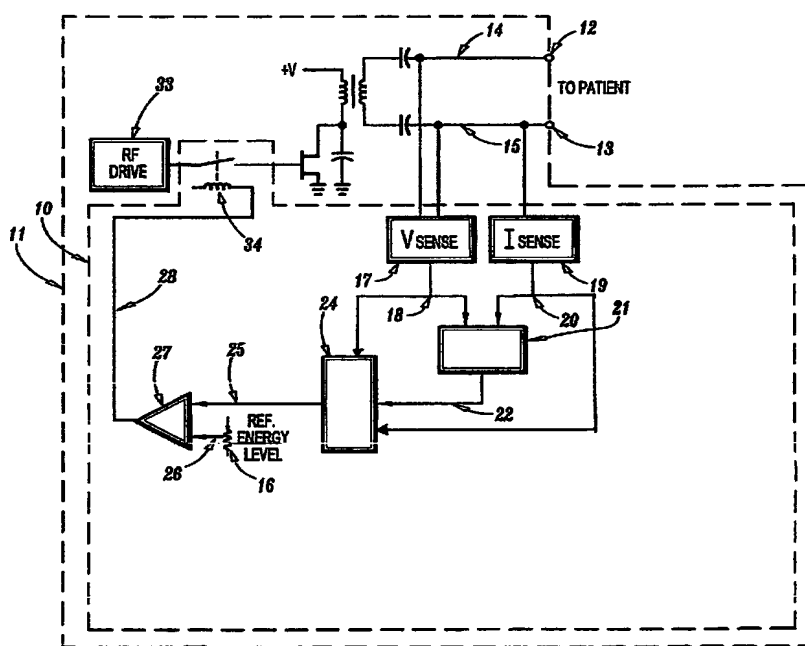 14
12
+V
TO PATIENT
33
RF
DRIVE
15
13
34
10
11
V SENSE
I SENSE
17
18
20
19
28
24
21
27
25
22
REF.
ENERGY
LEVEL
26
16